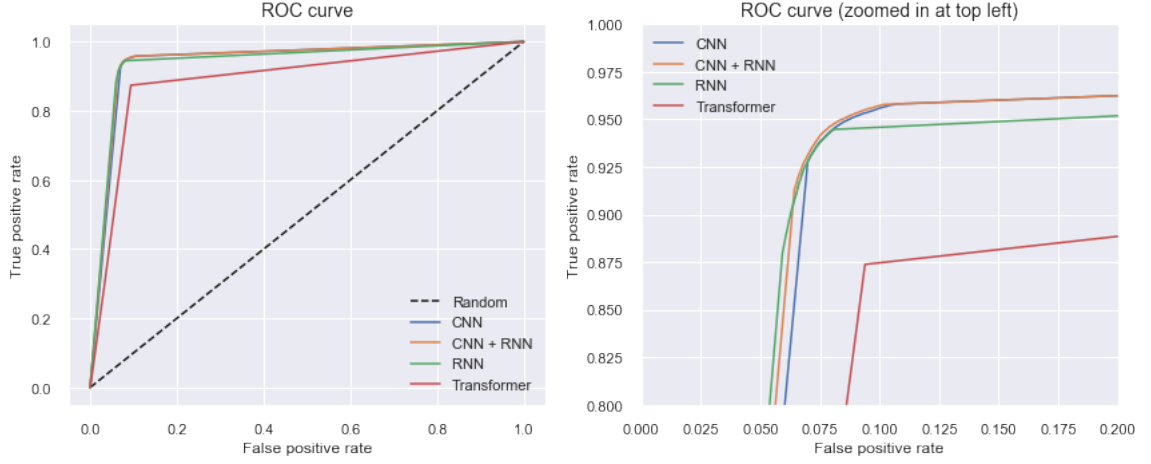 ROC curve
1.0
0.8
0.6
0.4
0.2
0.0
True positive rate
Random
CNN
CNN + RNN
RNN
Transformer
0.0 0.2 0.4 0.6 0.8 1.0
False positive rate
ROC curve (zoomed in at top left)
1.000
0.975
0.950
0.925
0.900
0.875
0.850
0.825
0.800
True positive rate
CNN
CNN + RNN
RNN
Transformer
0.000 0.025 0.050 0.075 0.100 0.125 0.150 0.175 0.200
False positive rate